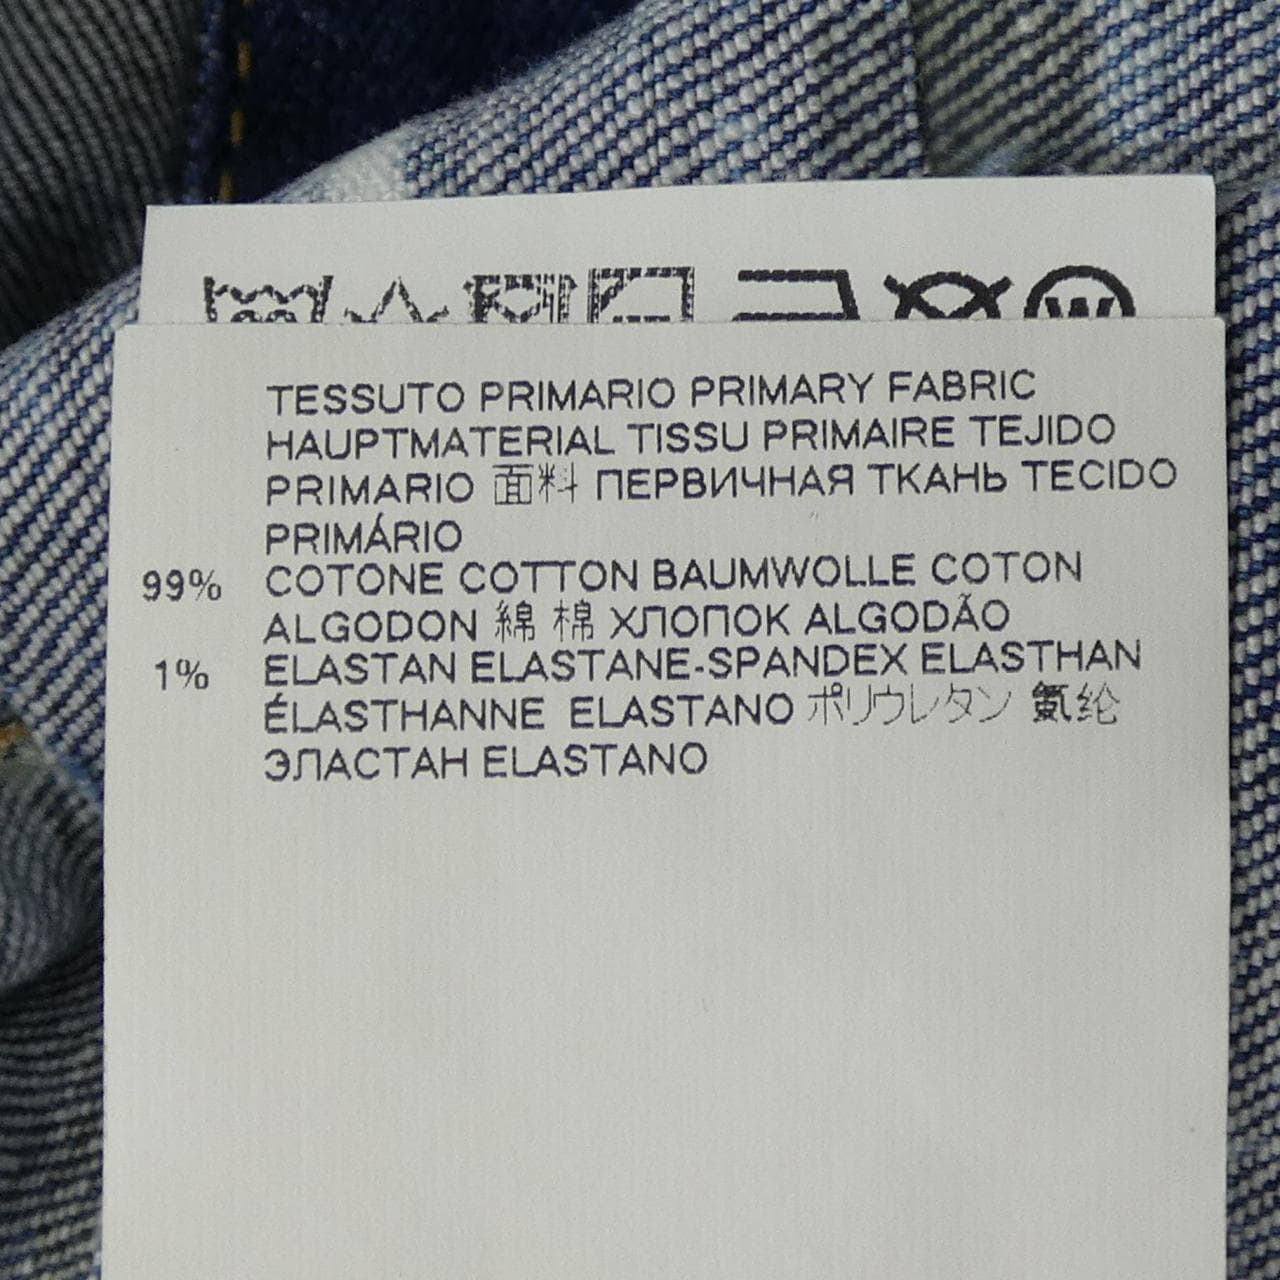 W
TESSUTO PRIMARIO PRIMARY FABRIC
HAUPTMATERIAL TISSU PRIMAIRE TEJIDO
PRIMARIO 面料 ПЕРВИЧНАЯ ТКАНЬ TECIDO
PRIMÁRIO
99% COTONE COTTON BAUMWOLLE COTON
ALGODON 綿 棉 ХЛОПОК ALGODÃO
1% ELASTAN ELASTANE-SPANDEX ELASTHAN
ÉLASTHANNE ELASTANO ポリウレタン 氨纶
ЭЛАСТАН ELASTANO